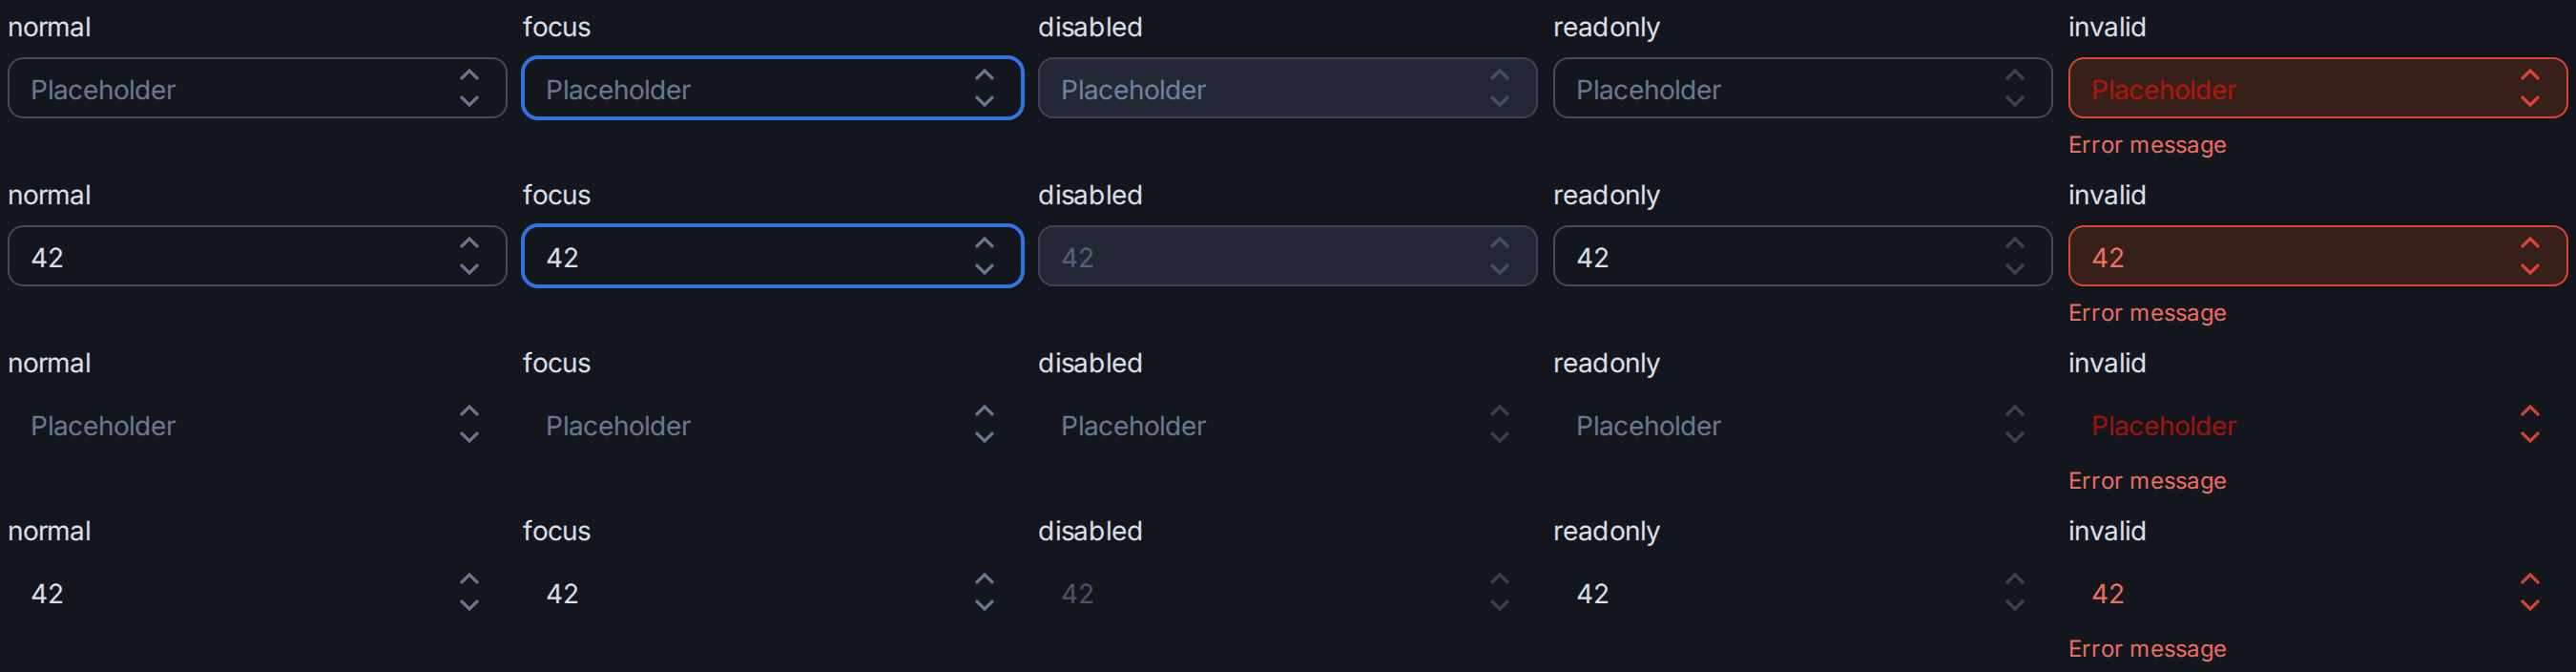 normal focus disabled readonly invalid
Placeholder Placeholder Placeholder Placeholder Placeholder
Error message
normal focus disabled readonly invalid
42 42 42 42 42
Error message
normal focus disabled readonly invalid
Placeholder Placeholder Placeholder Placeholder Placeholder
Error message
normal focus disabled readonly invalid
42 42 42 42 42
Error message